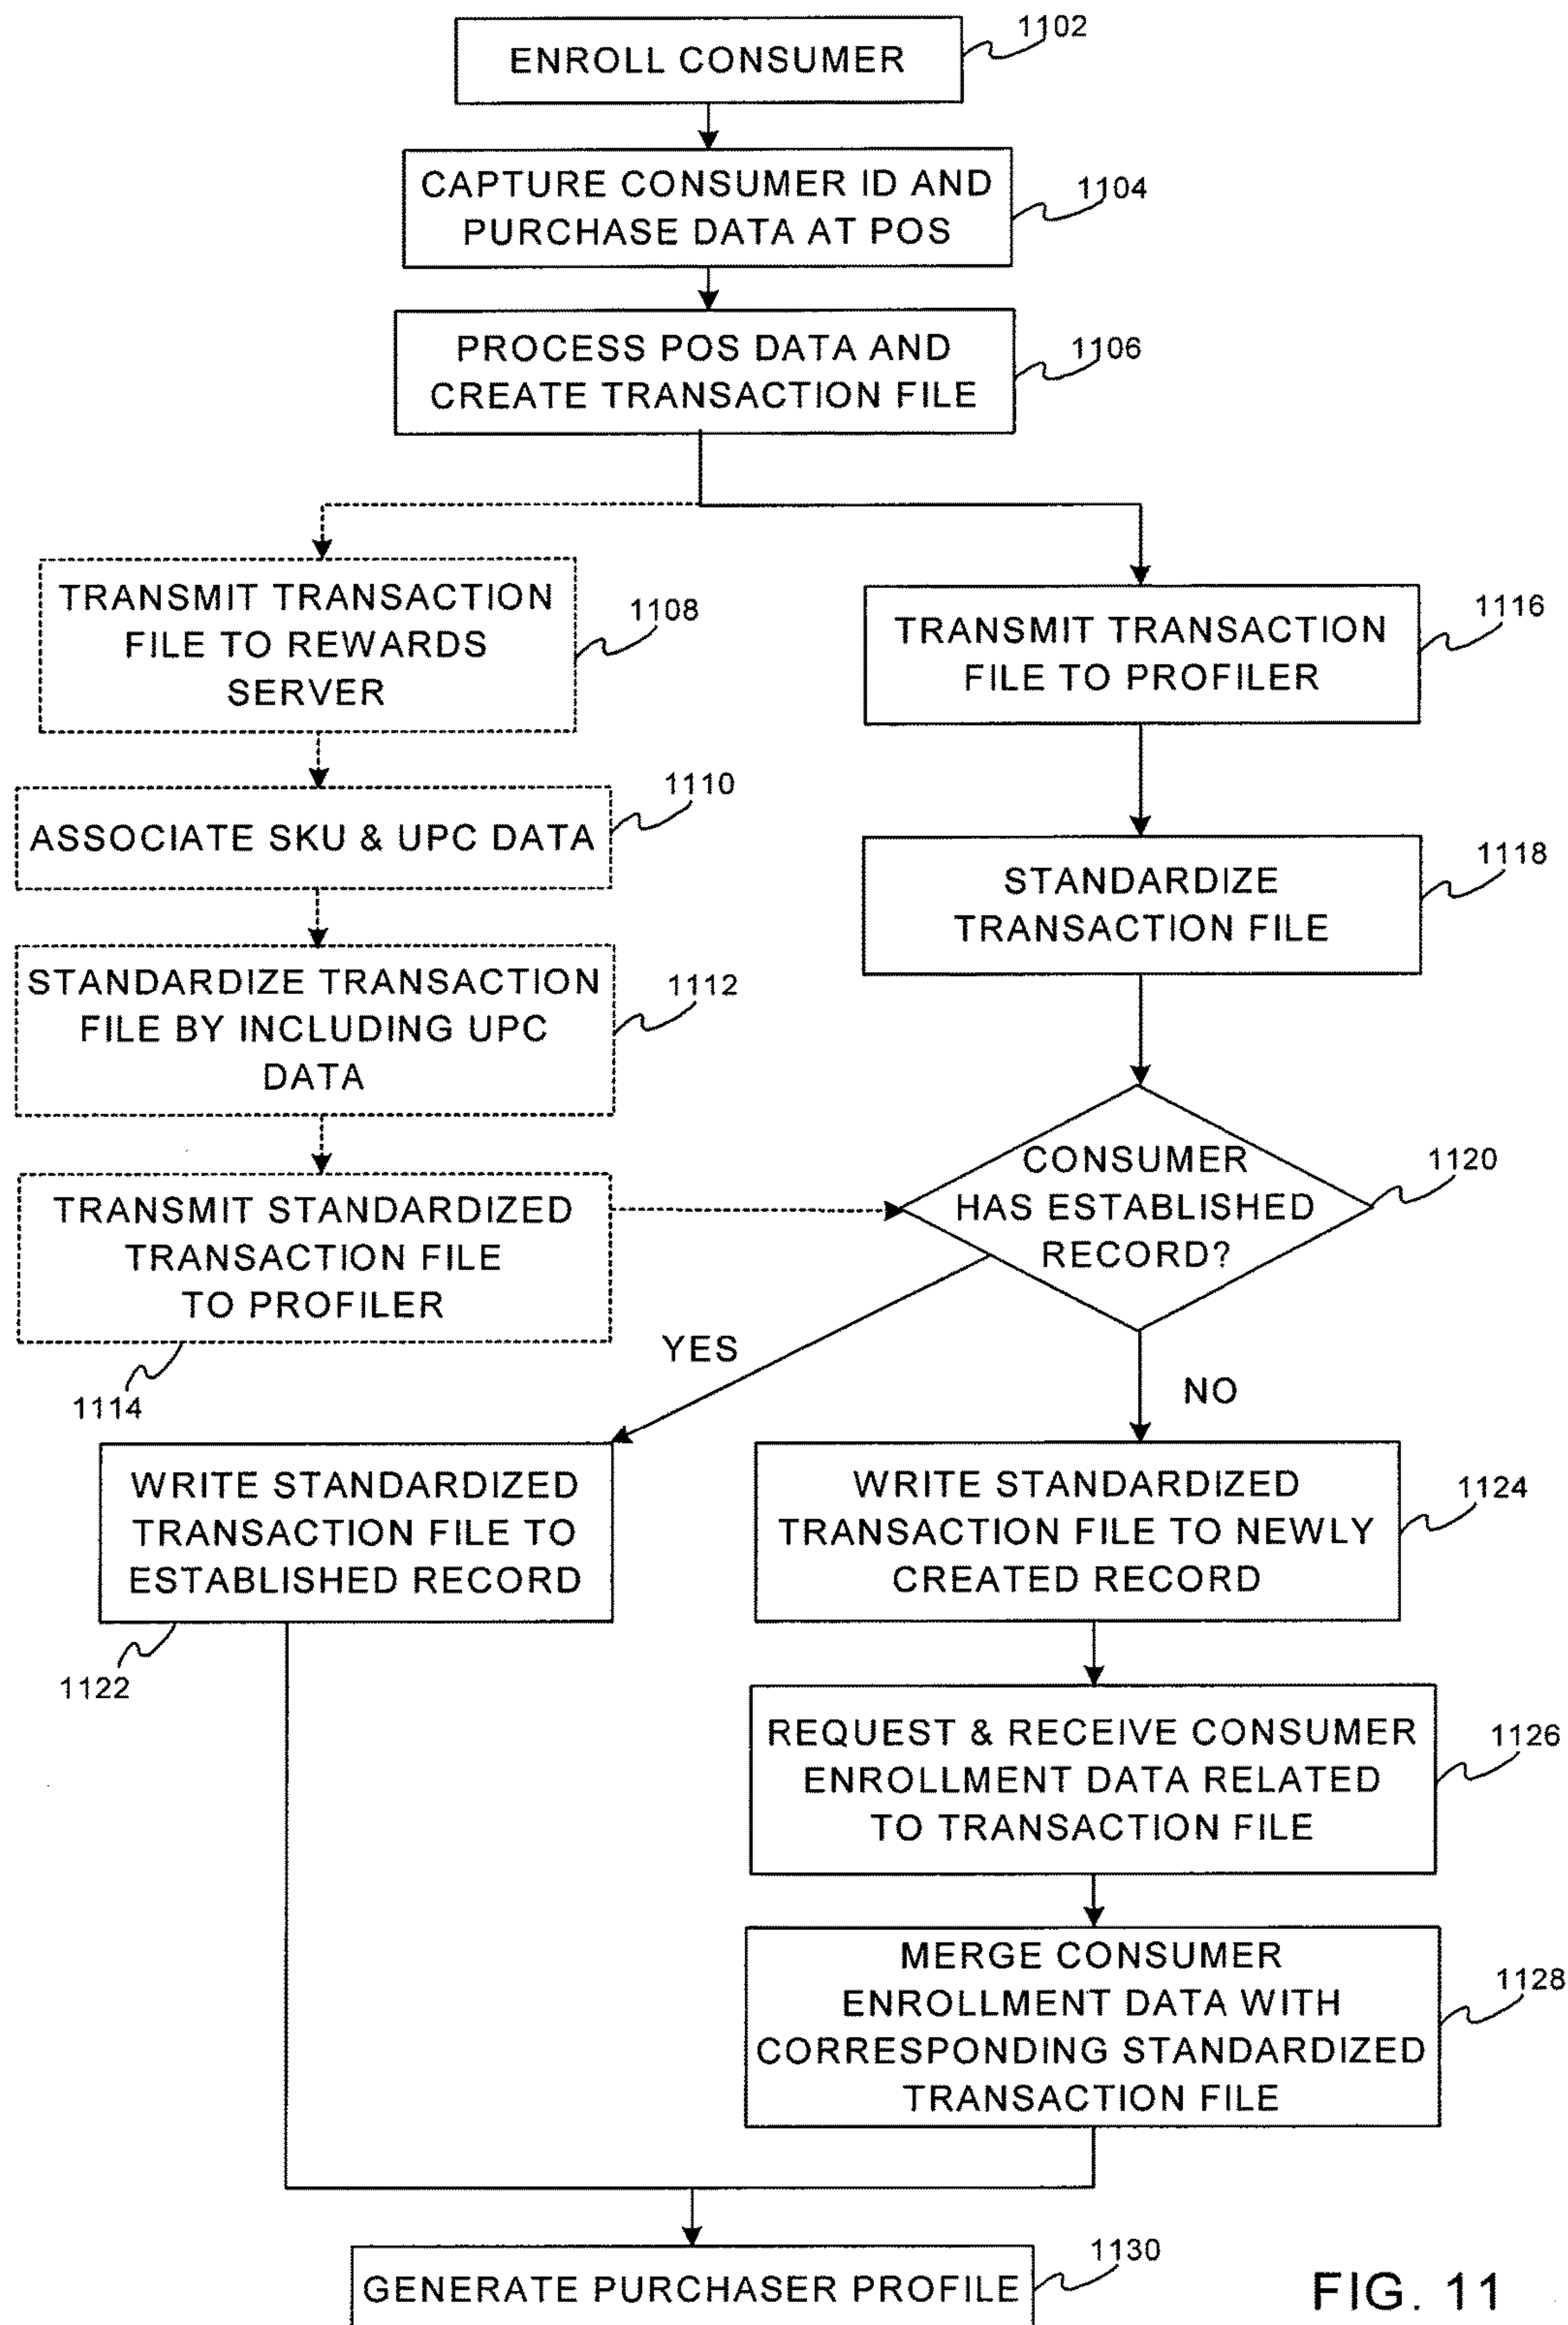 1102
ENROLL CONSUMER
1104
CAPTURE CONSUMER ID AND
PURCHASE DATA AT POS
1106
PROCESS POS DATA AND
CREATE TRANSACTION FILE
TRANSMIT TRANSACTION
FILE TO REWARDS
SERVER
1108
ASSOCIATE SKU & UPC DATA
1110
STANDARDIZE TRANSACTION
FILE BY INCLUDING UPC
DATA
1112
TRANSMIT STANDARDIZED
TRANSACTION FILE
TO PROFILER
1114
TRANSMIT TRANSACTION
FILE TO PROFILER
1116
STANDARDIZE
TRANSACTION FILE
1118
CONSUMER
HAS ESTABLISHED
RECORD?
1120
YES
NO
WRITE STANDARDIZED
TRANSACTION FILE TO
ESTABLISHED RECORD
1122
WRITE STANDARDIZED
TRANSACTION FILE TO NEWLY
CREATED RECORD
1124
REQUEST & RECEIVE CONSUMER
ENROLLMENT DATA RELATED
TO TRANSACTION FILE
1126
MERGE CONSUMER
ENROLLMENT DATA WITH
CORRESPONDING STANDARDIZED
TRANSACTION FILE
1128
GENERATE PURCHASER PROFILE
1130
FIG. 11